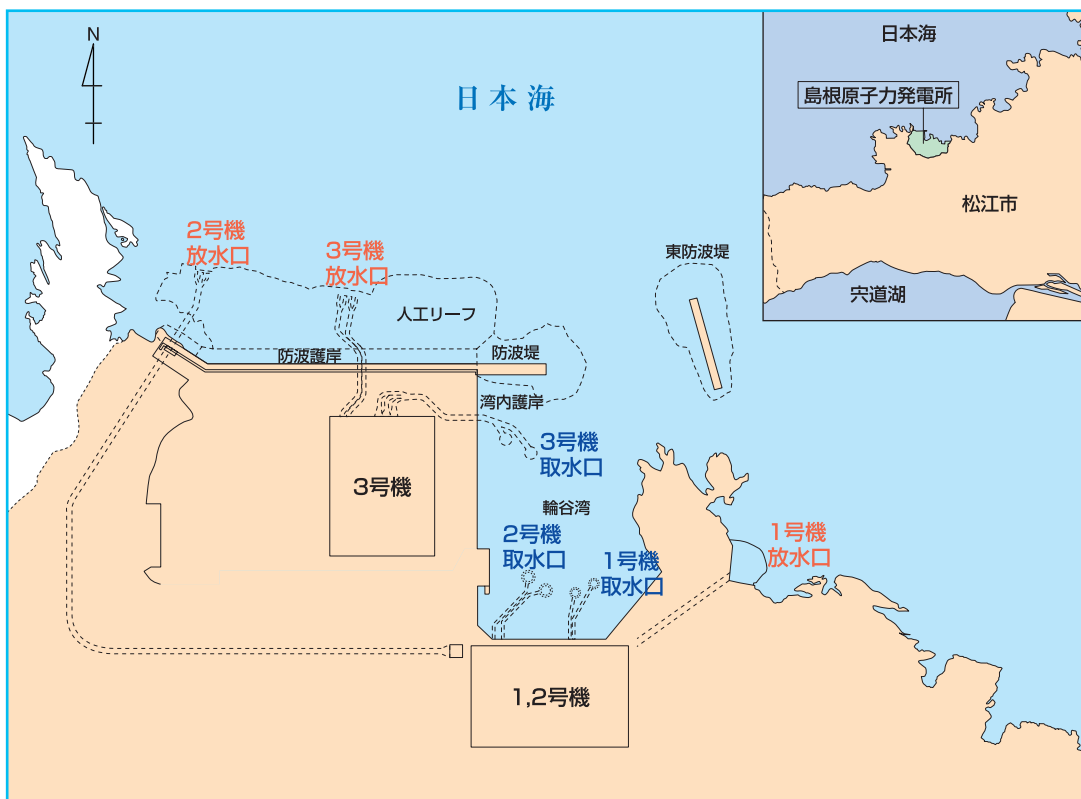 N
日本海
日本海
島根原子力発電所
松江市
宍道湖
2号機
放水口
3号機
放水口
東防波堤
人工リーフ
防波護岸
防波堤
湾内護岸
3号機
取水口
3号機
輪谷湾
2号機
取水口
1号機
取水口
1号機
放水口
1,2号機